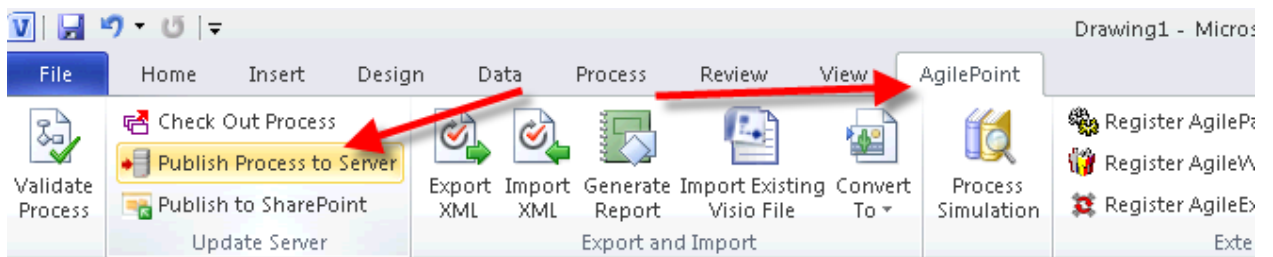 Drawing1 - Micros
File Home Insert Design Data Process Review View AgilePoint
Validate Process
Check Out Process
Publish Process to Server
Publish to SharePoint
Update Server
Export XML
Import XML
Generate Report
Import Existing Visio File
Convert To
Export and Import
Process Simulation
Register AgilePa
Register AgileW
Register AgileEx
Exte